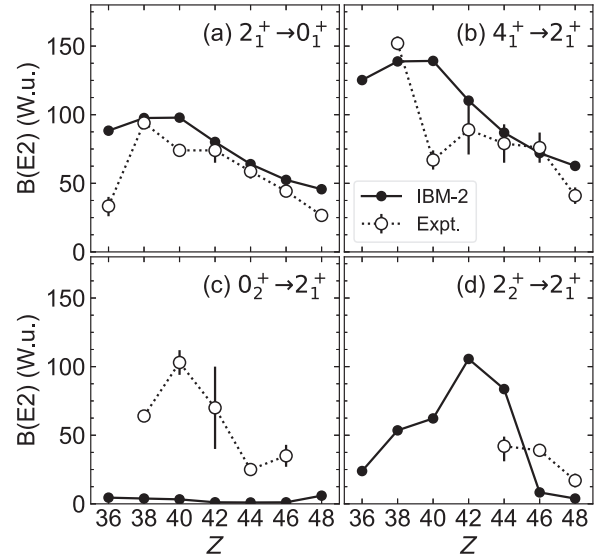 (a) 2₁⁺→0₁⁺
(b) 4₁⁺→2₁⁺
B(E2) (W.u.)
150
100
50
0
IBM-2
Expt.
(c) 0₂⁺→2₁⁺
(d) 2₂⁺→2₁⁺
B(E2) (W.u.)
150
100
50
0
36 38 40 42 44 46 48
36 38 40 42 44 46 48
Z
Z